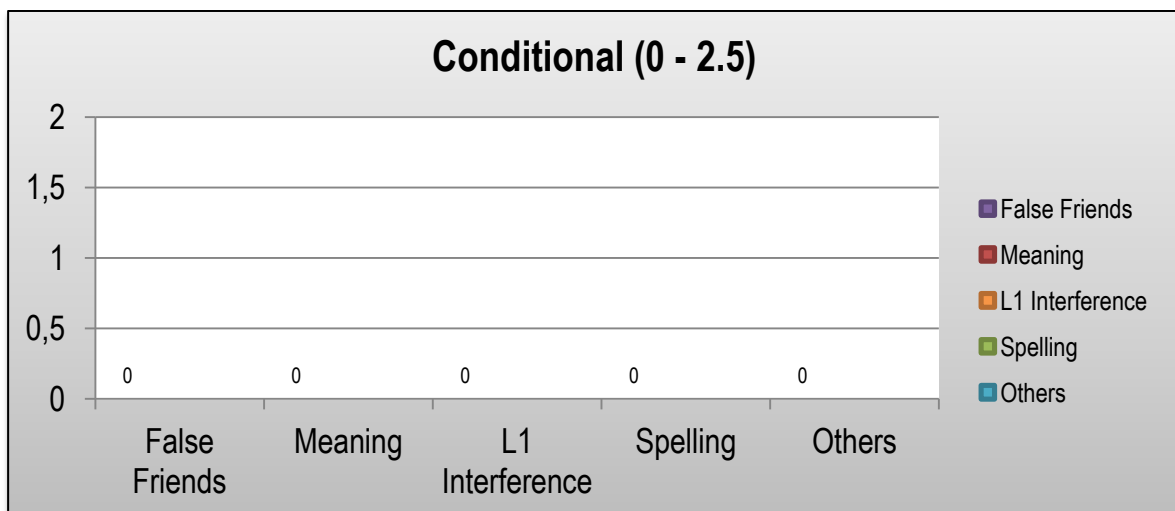 Conditional (0 - 2.5)
2
1,5
1
0,5
0
0 0 0 0 0
False Friends
Meaning
L1 Interference
Spelling
Others
False Friends
Meaning
L1 Interference
Spelling
Others